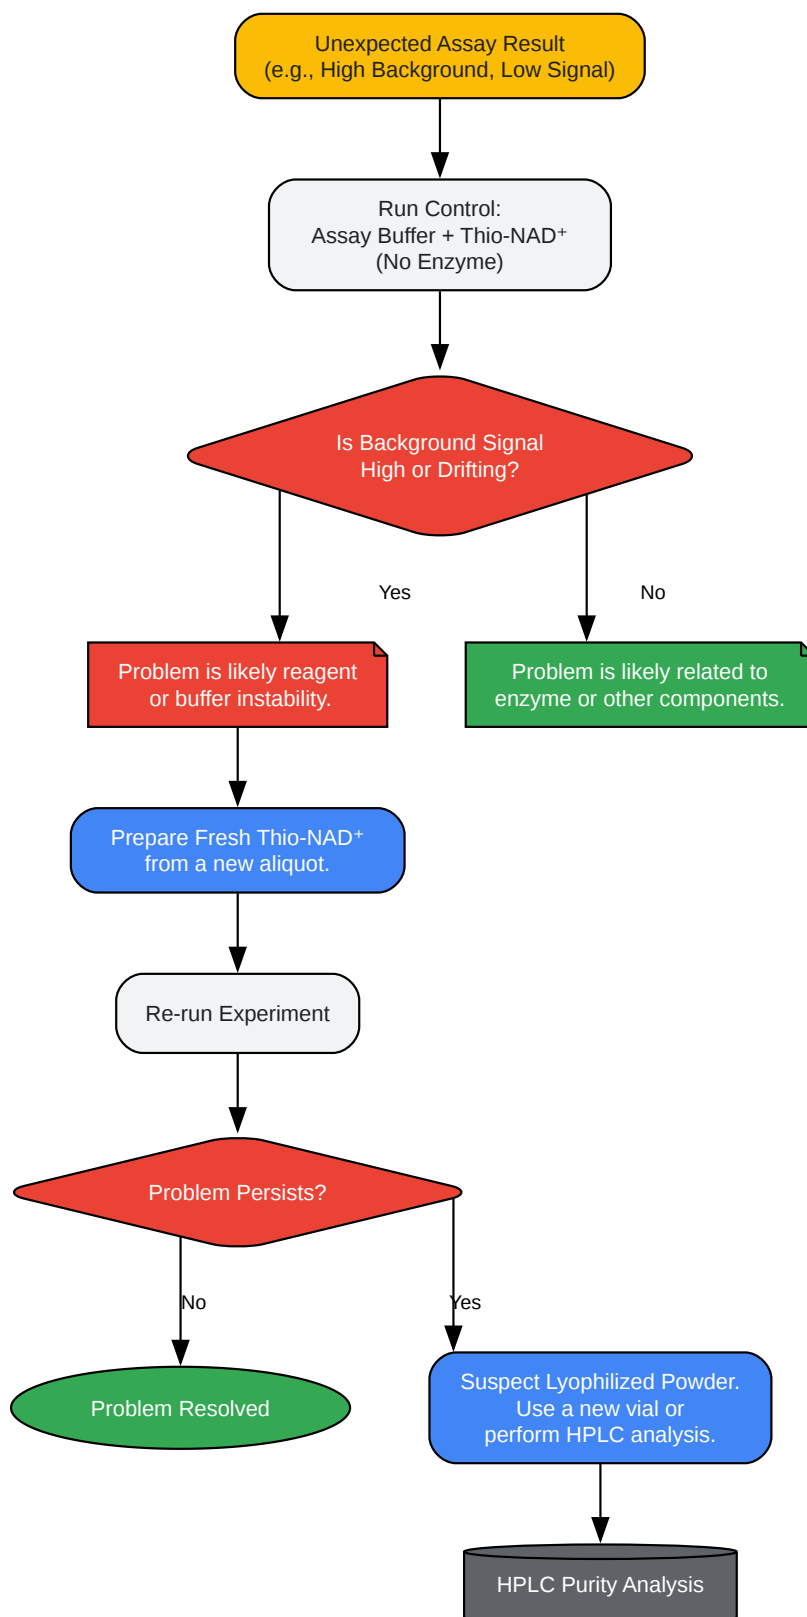 Unexpected Assay Result
(e.g., High Background, Low Signal)
Run Control:
Assay Buffer + Thio-NAD⁺
(No Enzyme)
Is Background Signal
High or Drifting?
Yes
No
Problem is likely reagent
or buffer instability.
Problem is likely related to
enzyme or other components.
Prepare Fresh Thio-NAD⁺
from a new aliquot.
Re-run Experiment
Problem Persists?
No
Yes
Problem Resolved
Suspect Lyophilized Powder.
Use a new vial or
perform HPLC analysis.
HPLC Purity Analysis